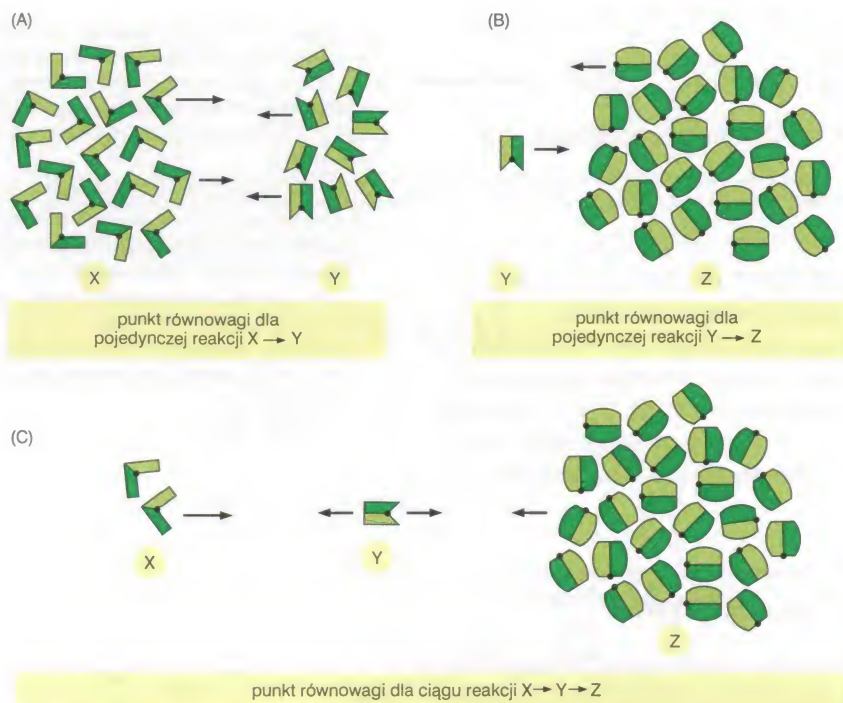 (A)
X
Y
punkt równowagi dla
pojedynczej reakcji X → Y
(B)
Y
Z
punkt równowagi dla
pojedynczej reakcji Y → Z
(C)
X
Y
Z
punkt równowagi dla ciągu reakcji X → Y → Z